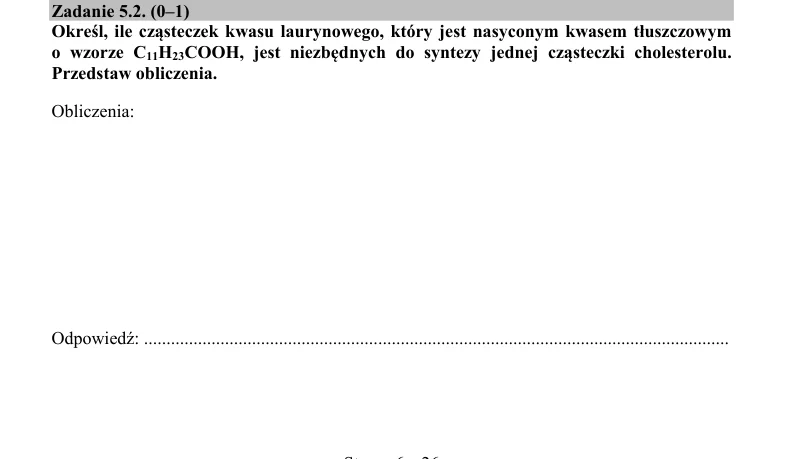 Zadanie 5.2. (0–1)
Określ, ile cząsteczek kwasu laurynowego, który jest nasyconym kwasem tłuszczowym
o wzorze C₁₁H₂₃COOH, jest niezbędnych do syntezy jednej cząsteczki cholesterolu.
Przedstaw obliczenia.
Obliczenia:
Odpowiedź: ..................................................................................................................................